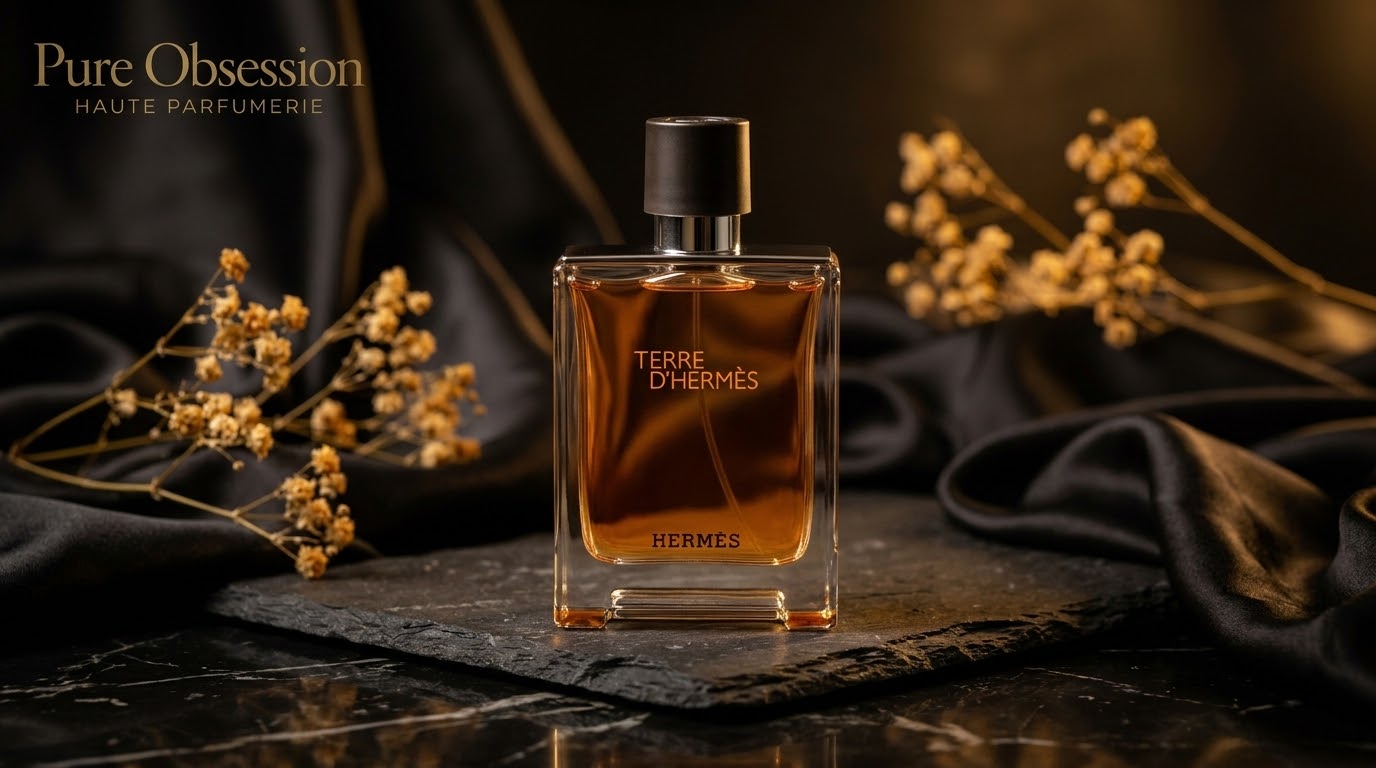 Pure Obsession
HAUTE PARFUMERIE
TERRE
D'HERMÈS
HERMÈS